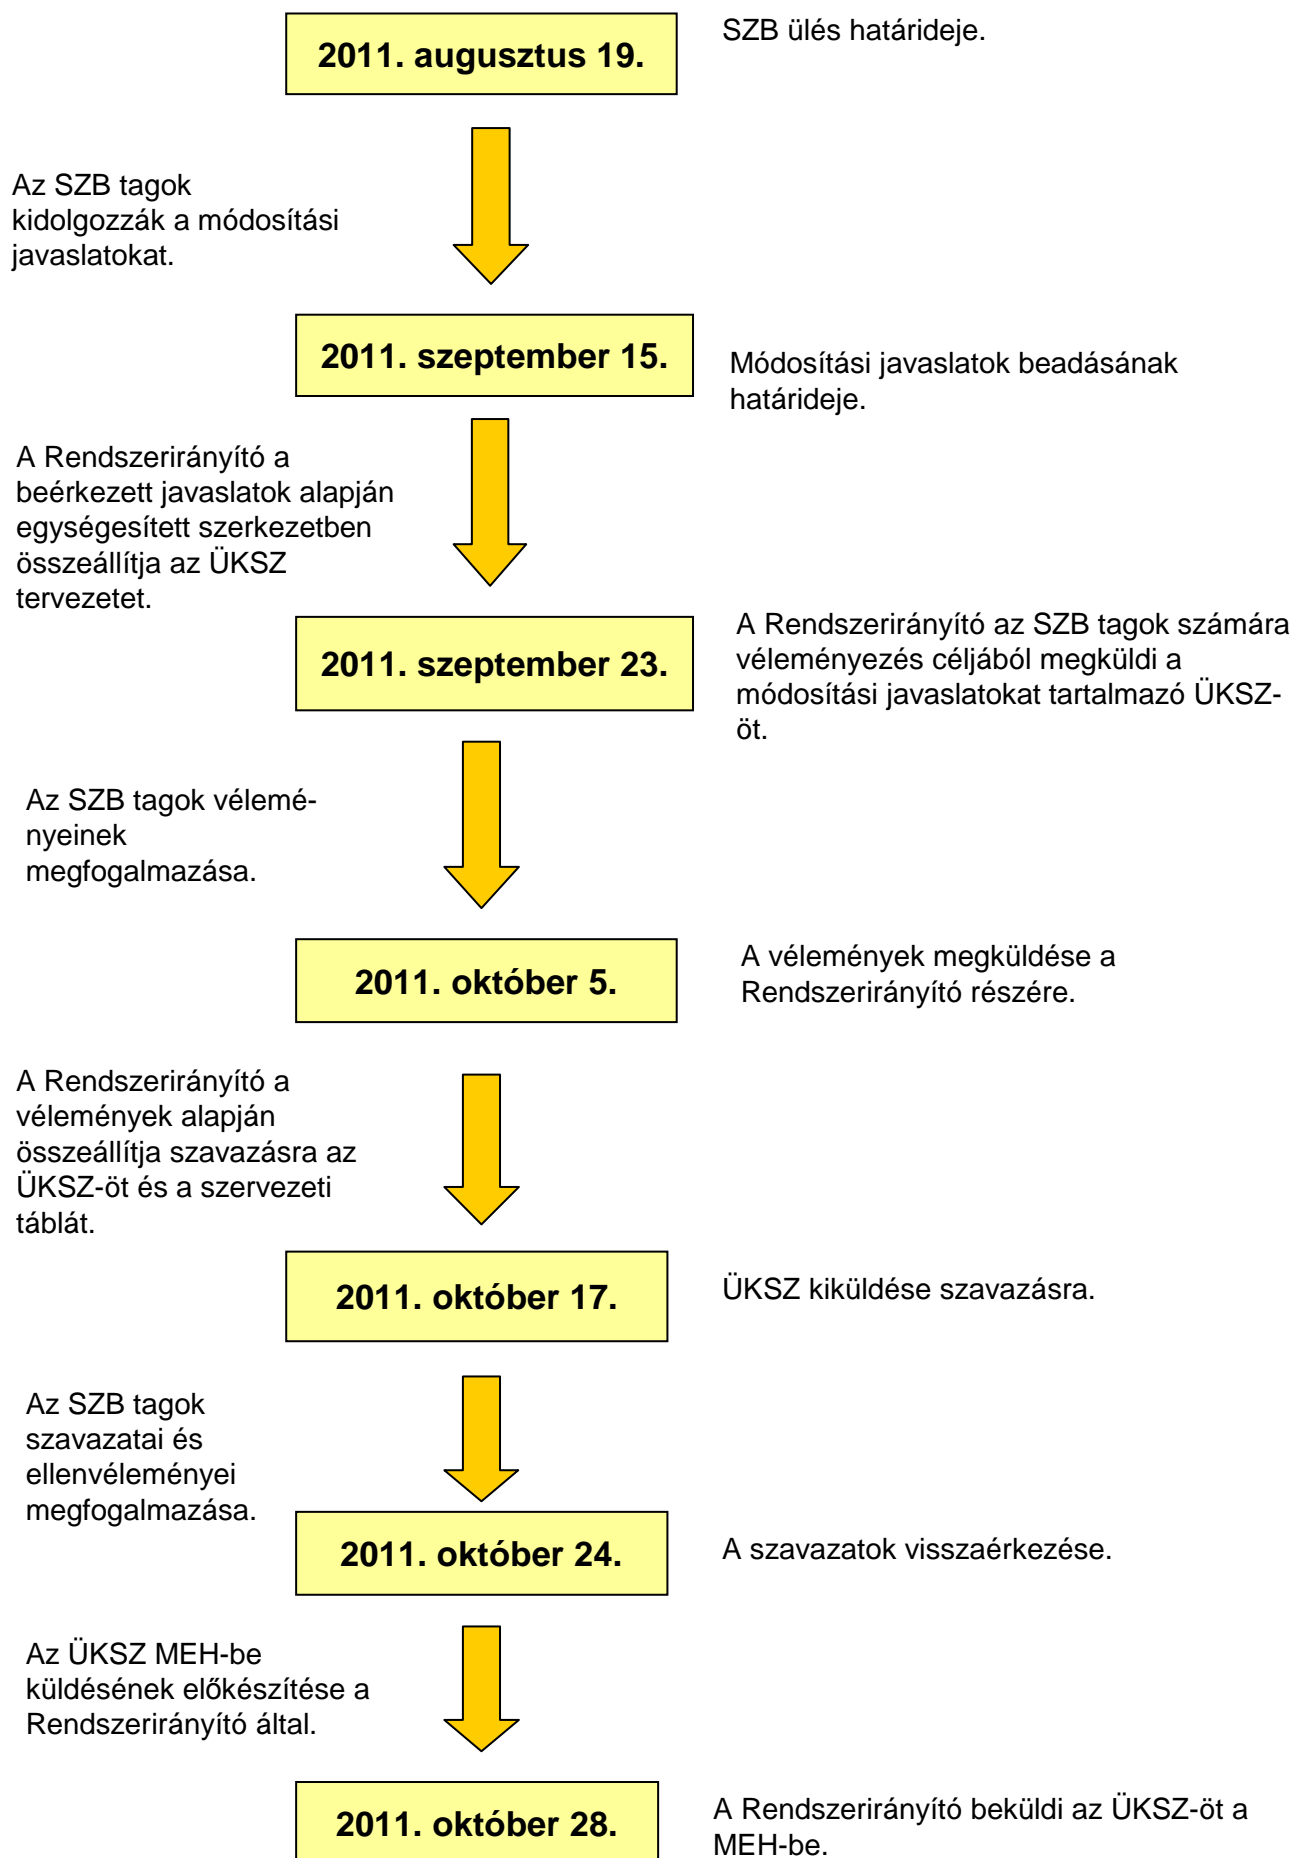 2011. augusztus 19.
SZB ülés határideje.
Az SZB tagok
kidolgozzák a módosítási
javaslatokat.
2011. szeptember 15.
Módosítási javaslatok beadásának
határideje.
A Rendszerirányító a
beérkezett javaslatok alapján
egységesített szerkezetben
összeállítja az ÜKSZ
tervezetet.
2011. szeptember 23.
A Rendszerirányító az SZB tagok számára
véleményezés céljából megküldi a
módosítási javaslatokat tartalmazó ÜKSZ-
öt.
Az SZB tagok vélemé-
nyeinek
megfogalmazása.
2011. október 5.
A vélemények megküldése a
Rendszerirányító részére.
A Rendszerirányító a
vélemények alapján
összeállítja szavazásra az
ÜKSZ-öt és a szervezeti
táblát.
2011. október 17.
ÜKSZ kiküldése szavazásra.
Az SZB tagok
szavazatai és
ellenvéleményei
megfogalmazása.
2011. október 24.
A szavazatok visszaérkezése.
Az ÜKSZ MEH-be
küldésének előkészítése a
Rendszerirányító által.
2011. október 28.
A Rendszerirányító beküldi az ÜKSZ-öt a
MEH-be.